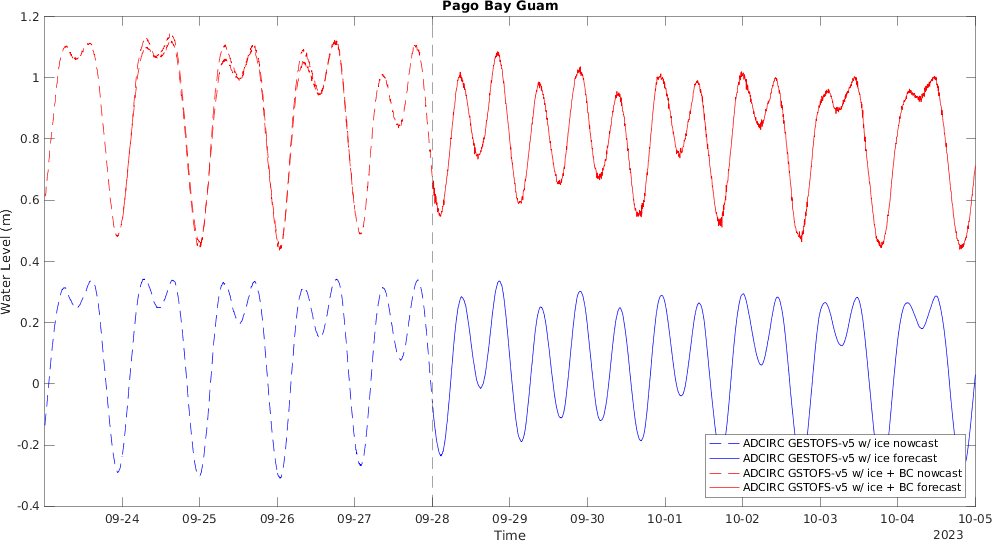 Pago Bay Guam
1.2
1
0.8
0.6
0.4
0.2
0
-0.2
-0.4
Water Level (m)
ADCIRC GESTOFS-v5 w/ ice nowcast
ADCIRC GESTOFS-v5 w/ ice forecast
ADCIRC GSTOFS-v5 w/ ice + BC nowcast
ADCIRC GSTOFS-v5 w/ ice + BC forecast
09-24 09-25 09-26 09-27 09-28 09-29 09-30 10-01 10-02 10-03 10-04 10-05
Time
2023